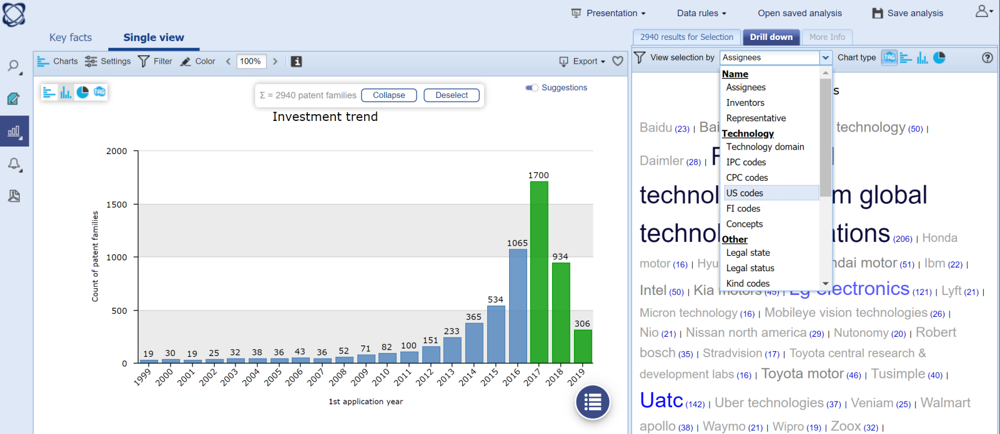 Presentation
Data rules
Open saved analysis
Save analysis
Key facts
Single view
2940 results for Selection
Drill down
More Info
Charts
Settings
Filter
Color
100%
Export
View selection by
Assignees
Chart type
TAG
TAG
Σ = 2940 patent families
Collapse
Deselect
Suggestions
Investment trend
Count of patent families
2000
1500
1000
500
0
19
30
19
25
32
38
36
43
36
52
71
82
100
151
233
365
534
1065
1700
934
306
1999
2000
2001
2002
2003
2004
2005
2006
2007
2008
2009
2010
2011
2012
2013
2014
2015
2016
2017
2018
2019
1st application year
Name
Assignees
Inventors
Representative
Technology
Technology domain
IPC codes
CPC codes
US codes
FI codes
Concepts
Other
Legal state
Legal status
Kind codes
s
Baidu (23) | Bai technology (50) |
Daimler (28) |
technol m global
technol ations (206) | Honda
motor (16) | Hyu ndai motor (51) | Ibm (22) |
Intel (50) | Kia motors (45) | Lg electronics (121) | Lyft (21) |
Micron technology (16) | Mobileye vision technologies (26) |
Nio (21) | Nissan north america (29) | Nutonomy (20) | Robert
bosch (35) | Stradvision (17) | Toyota central research &
development labs (16) | Toyota motor (46) | Tusimple (40) |
Uatc (142) | Uber technologies (37) | Veniam (25) | Walmart
apollo (38) | Waymo (21) | Wipro (19) | Zoox (32) |